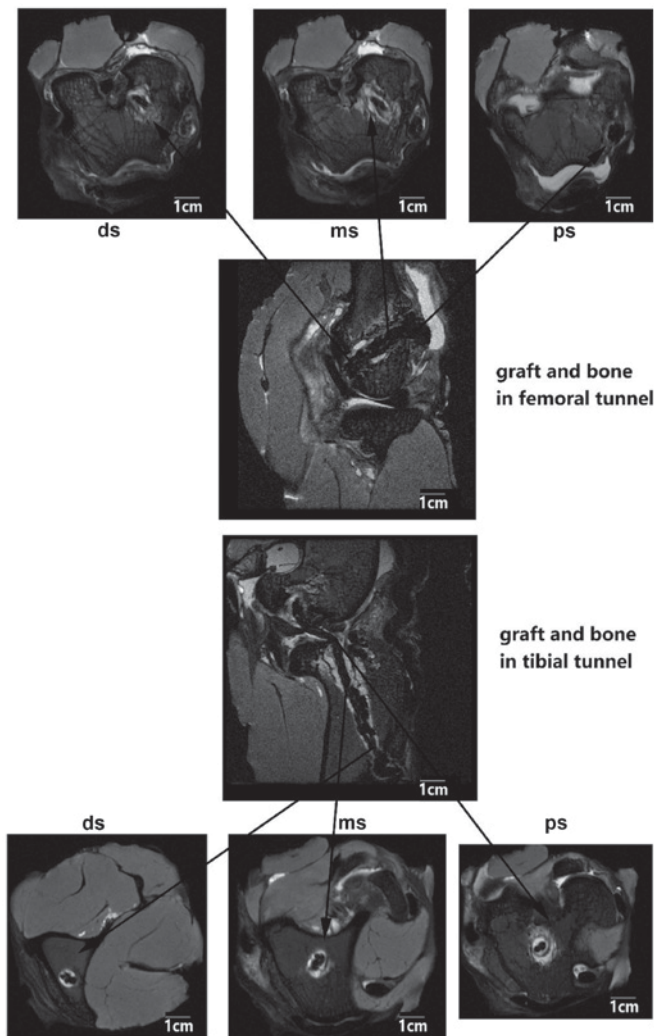 1cm
1cm
1cm
ds
ms
ps
graft and bone
in femoral tunnel
1cm
graft and bone
in tibial tunnel
1cm
ds
ms
ps
1cm
1cm
1cm